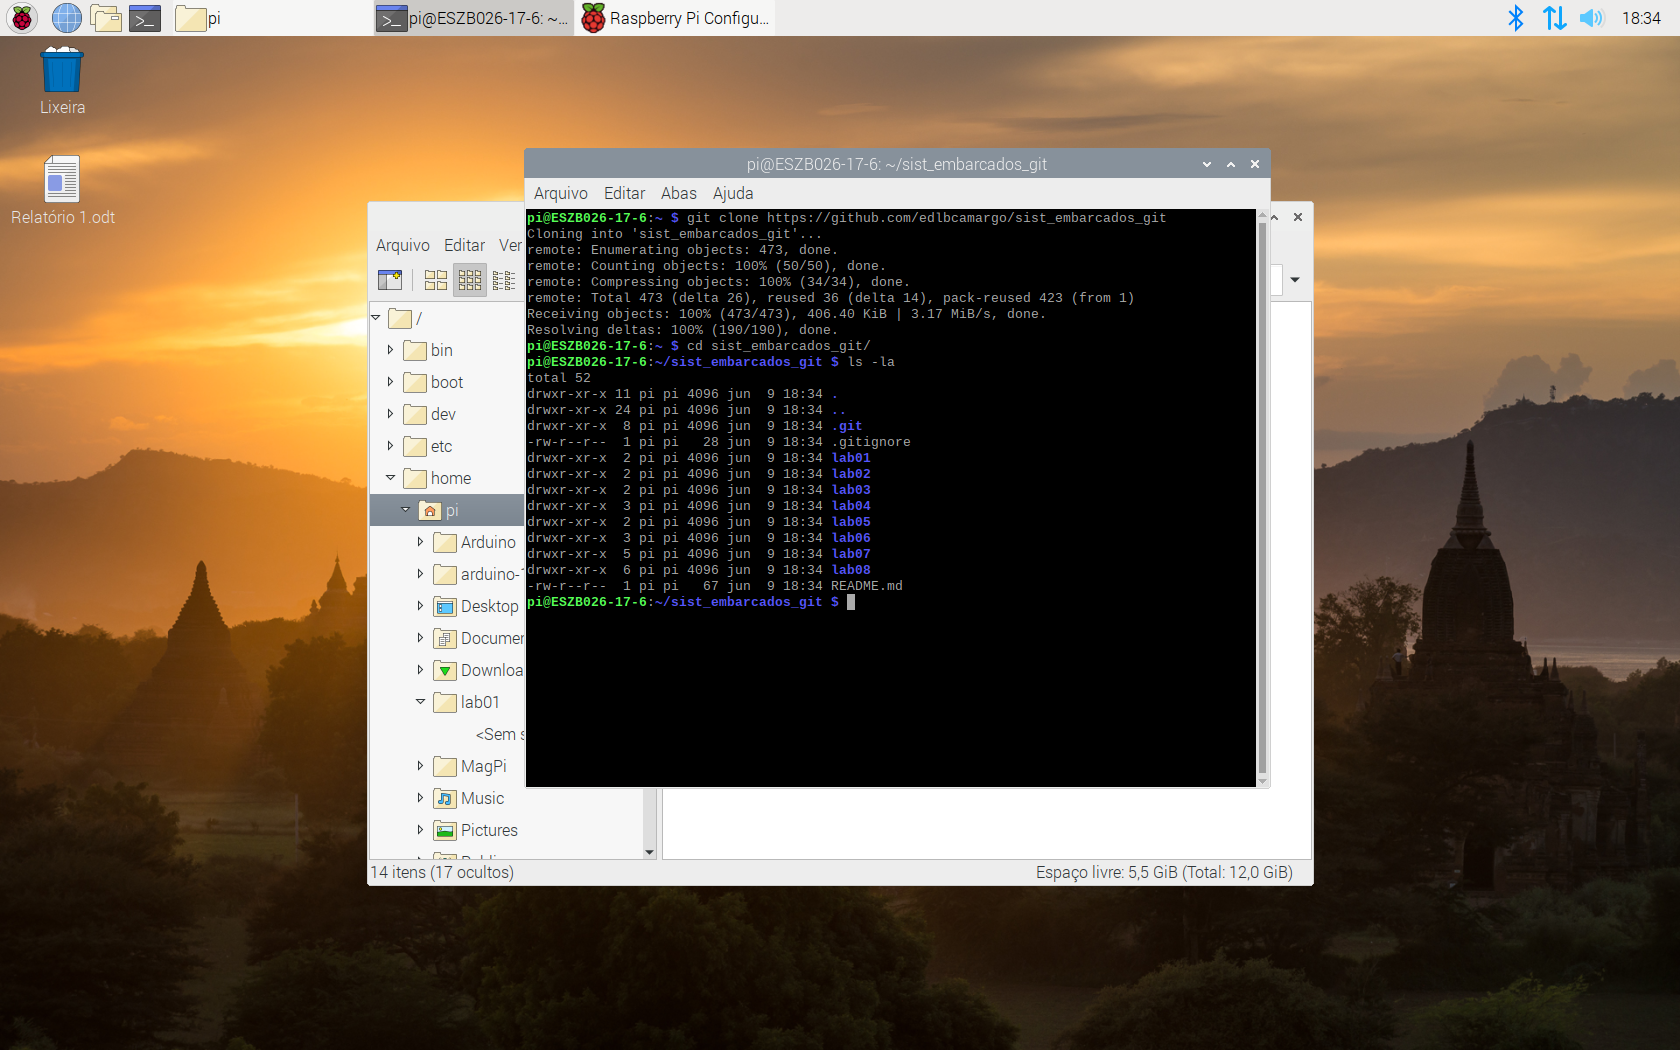 pi
pi@ESZB026-17-6: ~...
Raspberry Pi Configu...
18:34
Lixeira
Relatório 1.odt
pi@ESZB026-17-6: ~/sist_embarcados_git
Arquivo Editar Abas Ajuda
pi@ESZB026-17-6:~ $ git clone https://github.com/edlbcamargo/sist_embarcados_git
Cloning into 'sist_embarcados_git'...
remote: Enumerating objects: 473, done.
remote: Counting objects: 100% (50/50), done.
remote: Compressing objects: 100% (34/34), done.
remote: Total 473 (delta 26), reused 36 (delta 14), pack-reused 423 (from 1)
Receiving objects: 100% (473/473), 406.40 KiB | 3.17 MiB/s, done.
Resolving deltas: 100% (190/190), done.
pi@ESZB026-17-6:~ $ cd sist_embarcados_git/
pi@ESZB026-17-6:~/sist_embarcados_git $ ls -la
total 52
drwxr-xr-x 11 pi pi 4096 jun  9 18:34 .
drwxr-xr-x 24 pi pi 4096 jun  9 18:34 ..
drwxr-xr-x  8 pi pi 4096 jun  9 18:34 .git
-rw-r--r--  1 pi pi   28 jun  9 18:34 .gitignore
drwxr-xr-x  2 pi pi 4096 jun  9 18:34 lab01
drwxr-xr-x  2 pi pi 4096 jun  9 18:34 lab02
drwxr-xr-x  2 pi pi 4096 jun  9 18:34 lab03
drwxr-xr-x  3 pi pi 4096 jun  9 18:34 lab04
drwxr-xr-x  2 pi pi 4096 jun  9 18:34 lab05
drwxr-xr-x  3 pi pi 4096 jun  9 18:34 lab06
drwxr-xr-x  5 pi pi 4096 jun  9 18:34 lab07
drwxr-xr-x  6 pi pi 4096 jun  9 18:34 lab08
-rw-r--r--  1 pi pi   67 jun  9 18:34 README.md
pi@ESZB026-17-6:~/sist_embarcados_git $
Arquivo Editar Ver
/
bin
boot
dev
etc
home
pi
Arduino
arduino-
Desktop
Documen
Downloa
lab01
<Sem s
MagPi
Music
Pictures
14 itens (17 ocultos)
Espaço livre: 5,5 GiB (Total: 12,0 GiB)